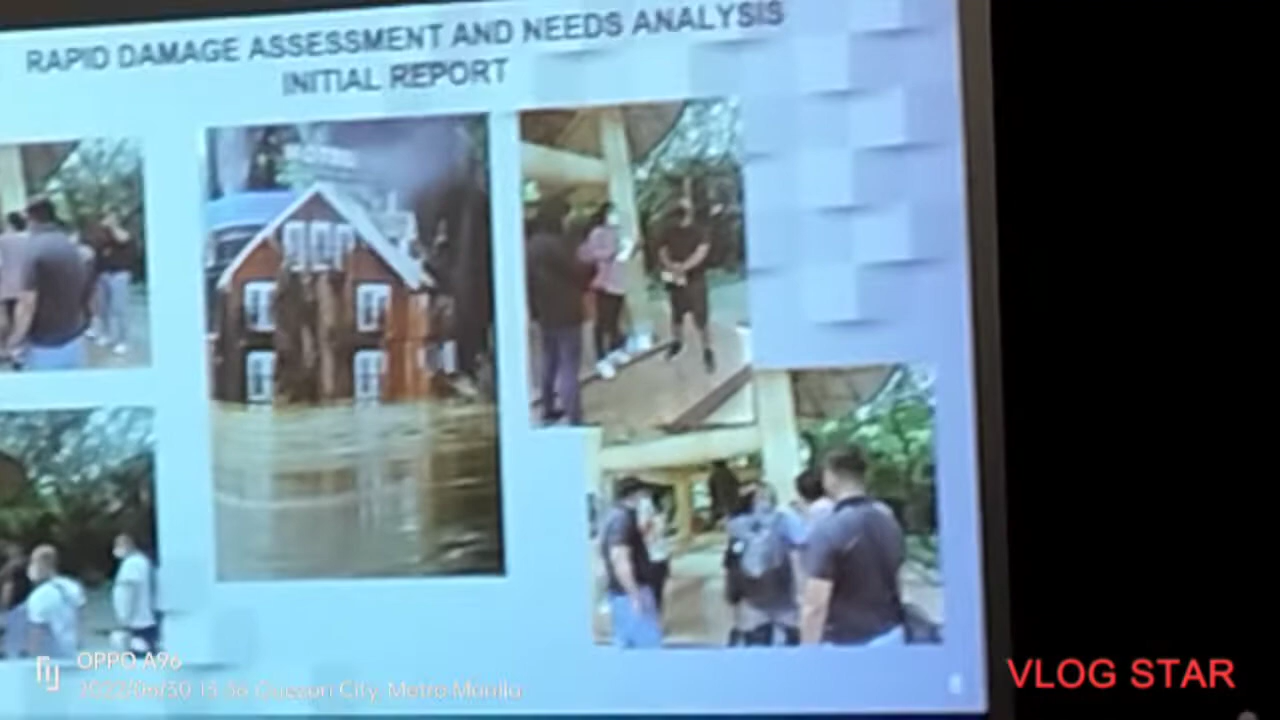 RAPID DAMAGE ASSESSMENT AND NEEDS ANALYSIS
INITIAL REPORT
OPPO A96
Quezon City, Metro Manila
VLOG STAR